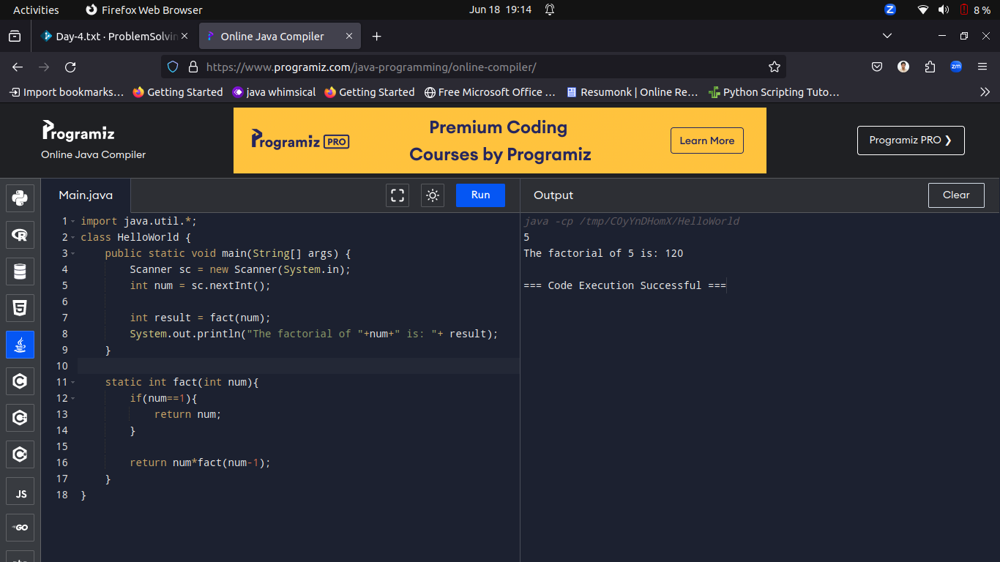 Activities
Firefox Web Browser
Jun 18 19:14
8 %
Day-4.txt · ProblemSolvin
Online Java Compiler
https://www.programiz.com/java-programming/online-compiler/
zm
Import bookmarks...
Getting Started
java whimsical
Getting Started
Free Microsoft Office ...
Resumonk | Online Re...
Python Scripting Tuto...
Programiz
Online Java Compiler
Programiz PRO
Premium Coding
Courses by Programiz
Learn More
Programiz PRO ❯
Main.java
Run
Output
Clear
1 import java.util.*;
2 class HelloWorld {
3     public static void main(String[] args) {
4         Scanner sc = new Scanner(System.in);
5         int num = sc.nextInt();
6
7         int result = fact(num);
8         System.out.println("The factorial of "+num+" is: "+ result);
9     }
10
11     static int fact(int num){
12         if(num==1){
13             return num;
14         }
15
16         return num*fact(num-1);
17     }
18 }
java -cp /tmp/COyYnDHomX/HelloWorld
5
The factorial of 5 is: 120
=== Code Execution Successful ===
R
5
C
C
C
JS
GO